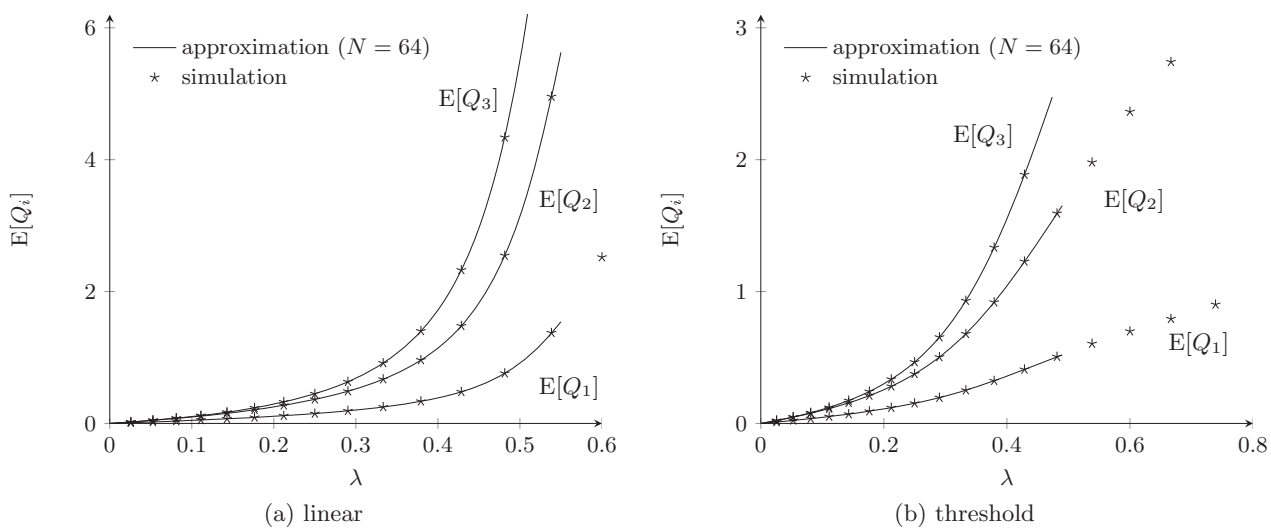 6
4
2
0
0
0.1
0.2
0.3
0.4
0.5
0.6
λ
E[Qᵢ]
approximation (N = 64)
simulation
E[Q₃]
E[Q₂]
E[Q₁]
(a) linear
3
2
1
0
0
0.2
0.4
0.6
0.8
λ
E[Qᵢ]
approximation (N = 64)
simulation
E[Q₃]
E[Q₂]
E[Q₁]
(b) threshold